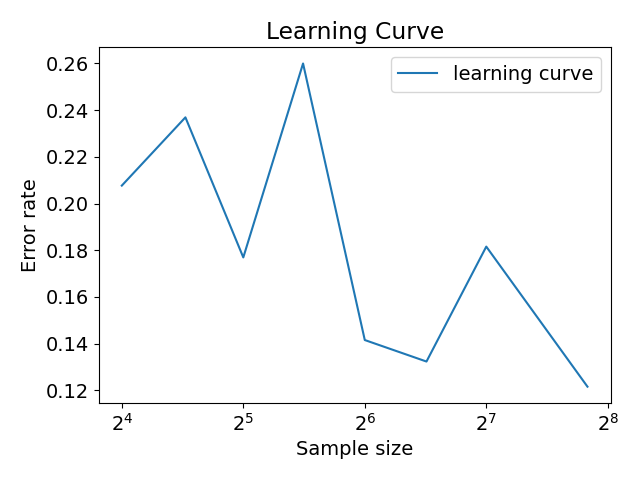 Learning Curve
learning curve
Error rate
0.26
0.24
0.22
0.20
0.18
0.16
0.14
0.12
2⁴ 2⁵ 2⁶ 2⁷ 2⁸
Sample size